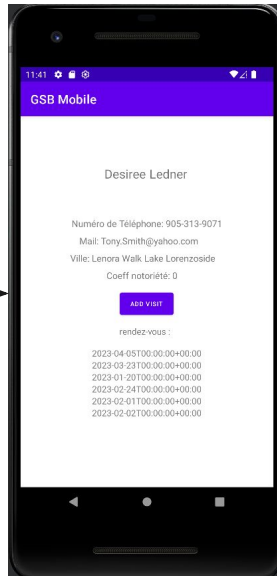 11:41
GSB Mobile
Desiree Ledner
Numéro de Téléphone: 905-313-9071
Mail: Tony.Smith@yahoo.com
Ville: Lenora Walk Lake Lorenzoside
Coeff notoriété: 0
ADD VISIT
rendez-vous :
2023-04-05T00:00:00+00:00
2023-03-23T00:00:00+00:00
2023-01-20T00:00:00+00:00
2023-02-24T00:00:00+00:00
2023-02-01T00:00:00+00:00
2023-02-02T00:00:00+00:00